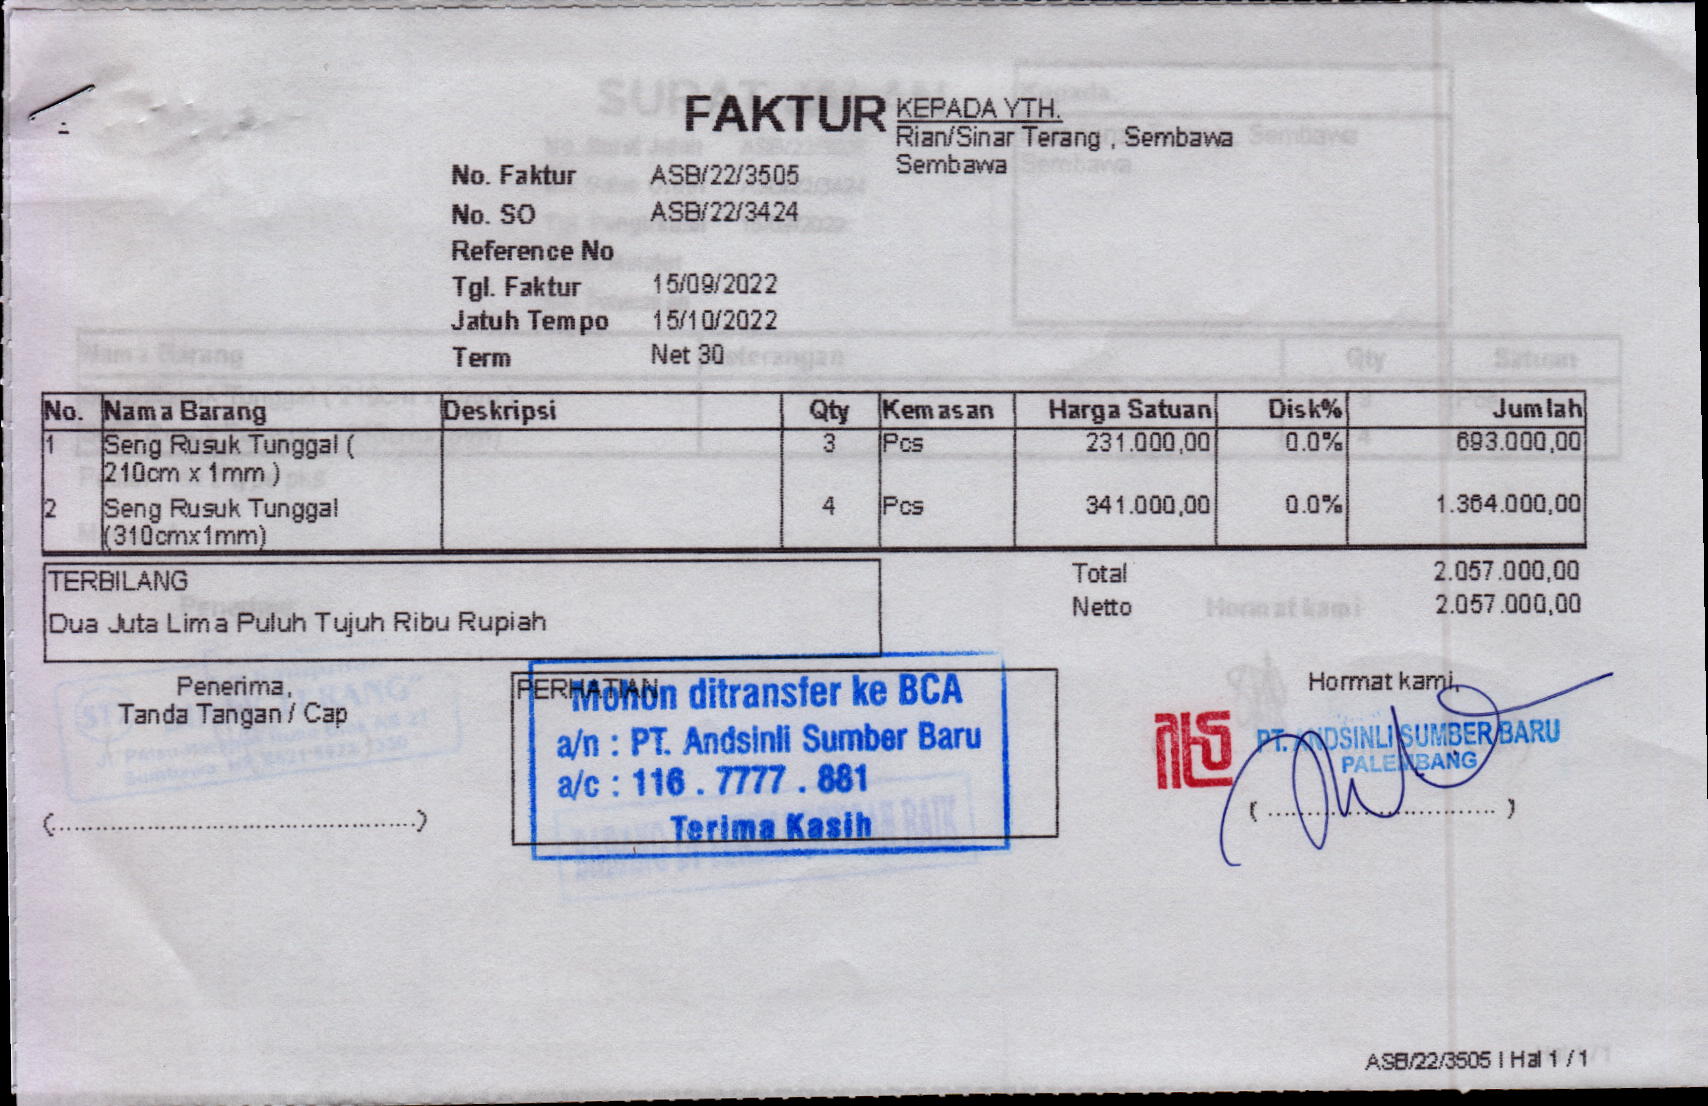 FAKTUR
KEPADA YTH.
Rian/Sinar Terang , Sembawa
Sembawa
No. Faktur ASB/22/3505
No. SO ASB/22/3424
Reference No
Tgl. Faktur 15/09/2022
Jatuh Tempo 15/10/2022
Term Net 30
No. Nama Barang Deskripsi Qty Kemasan Harga Satuan Disk% Jumlah
1 Seng Rusuk Tunggal ( 3 Pcs 231.000,00 0.0% 693.000,00
210cm x 1mm )
2 Seng Rusuk Tunggal 4 Pcs 341.000,00 0.0% 1.364.000,00
(310cmx1mm)
TERBILANG
Dua Juta Lima Puluh Tujuh Ribu Rupiah
Total 2.057.000,00
Netto 2.057.000,00
Penerima,
Tanda Tangan / Cap
(................................................)
PERHATIAN
Mohon ditransfer ke BCA
a/n : PT. Andsinli Sumber Baru
a/c : 116 . 7777 . 881
Terima Kasih
Hormat kami,
PT. ANDSINLI SUMBER BARU
PALEMBANG
( .............................. )
ASB/22/3505 | Hal 1 / 1